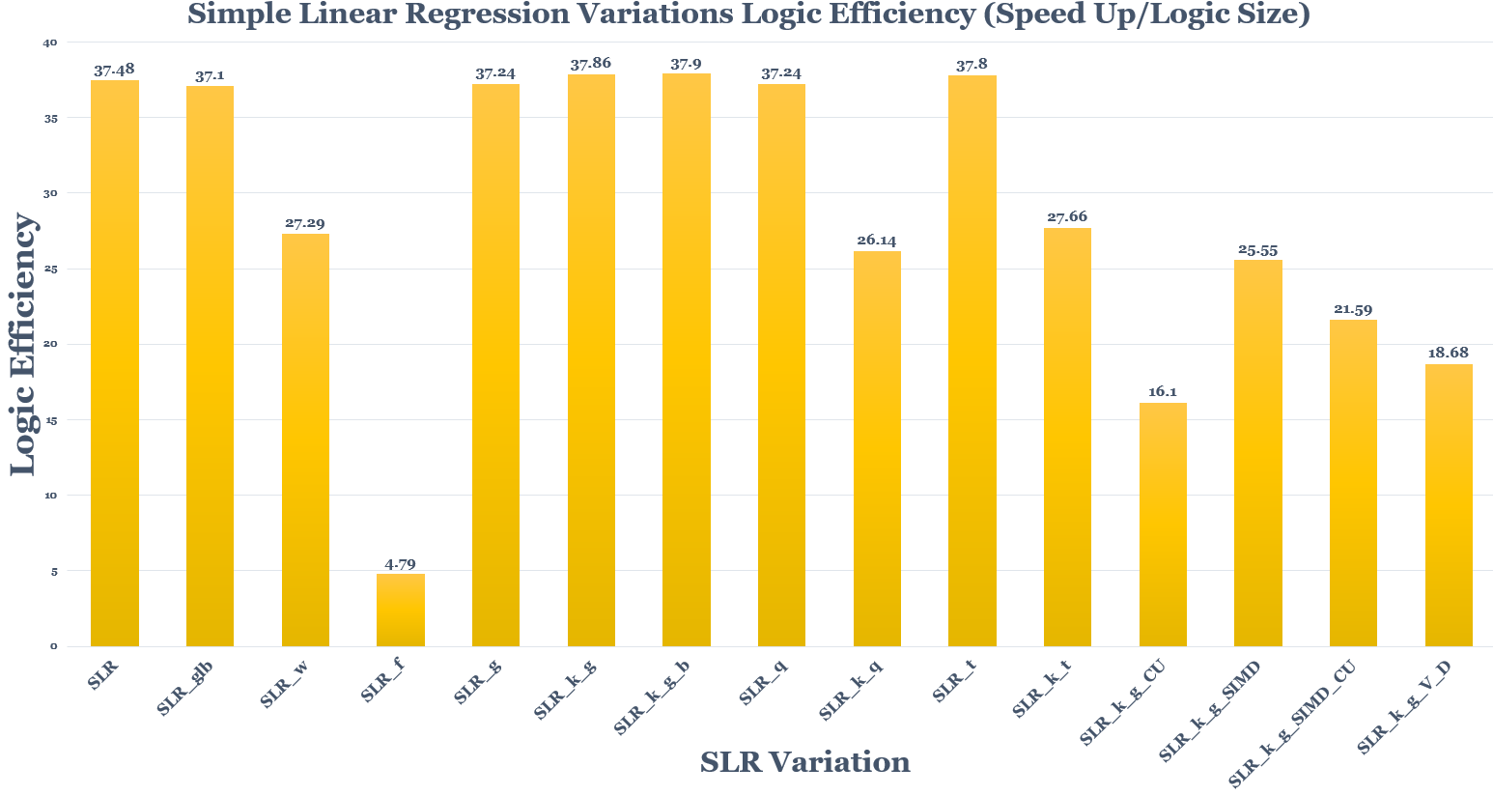 Simple Linear Regression Variations Logic Efficiency (Speed Up/Logic Size)
Logic Efficiency
40
35
30
25
20
15
10
5
0
37.48
37.1
27.29
4.79
37.24
37.86
37.9
37.24
26.14
37.8
27.66
16.1
25.55
21.59
18.68
SLR
SLR_glb
SLR_w
SLR_f
SLR_g
SLR_k_g
SLR_k_g_b
SLR_q
SLR_k_q
SLR_t
SLR_k_t
SLR_k_g_CU
SLR_k_g_SIMD
SLR_k_g_SIMD_CU
SLR_k_g_V_D
SLR Variation